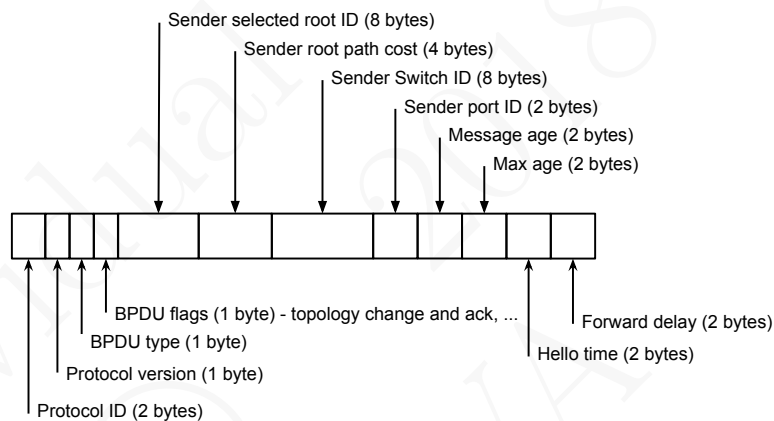 Sender selected root ID (8 bytes)
Sender root path cost (4 bytes)
Sender Switch ID (8 bytes)
Sender port ID (2 bytes)
Message age (2 bytes)
Max age (2 bytes)
BPDU flags (1 byte) - topology change and ack, ...
Forward delay (2 bytes)
BPDU type (1 byte)
Hello time (2 bytes)
Protocol version (1 byte)
Protocol ID (2 bytes)
2018